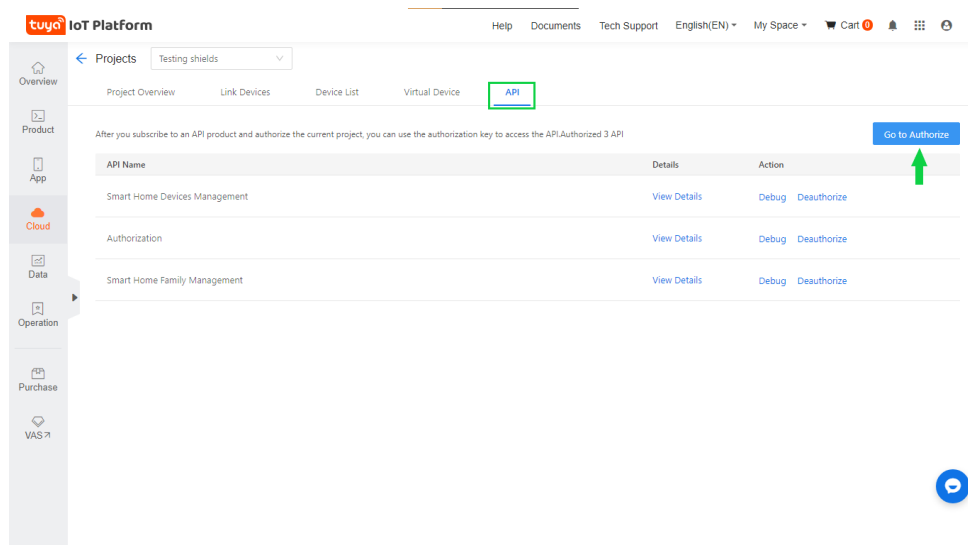 tuya IoT Platform
Help Documents Tech Support English(EN) My Space Cart 0
Projects Testing shields
Project Overview Link Devices Device List Virtual Device API
After you subscribe to an API product and authorize the current project, you can use the authorization key to access the API.Authorized 3 API
Go to Authorize
API Name Details Action
Smart Home Devices Management View Details Debug Deauthorize
Authorization View Details Debug Deauthorize
Smart Home Family Management View Details Debug Deauthorize
Overview
Product
App
Cloud
Data
Operation
Purchase
VAS